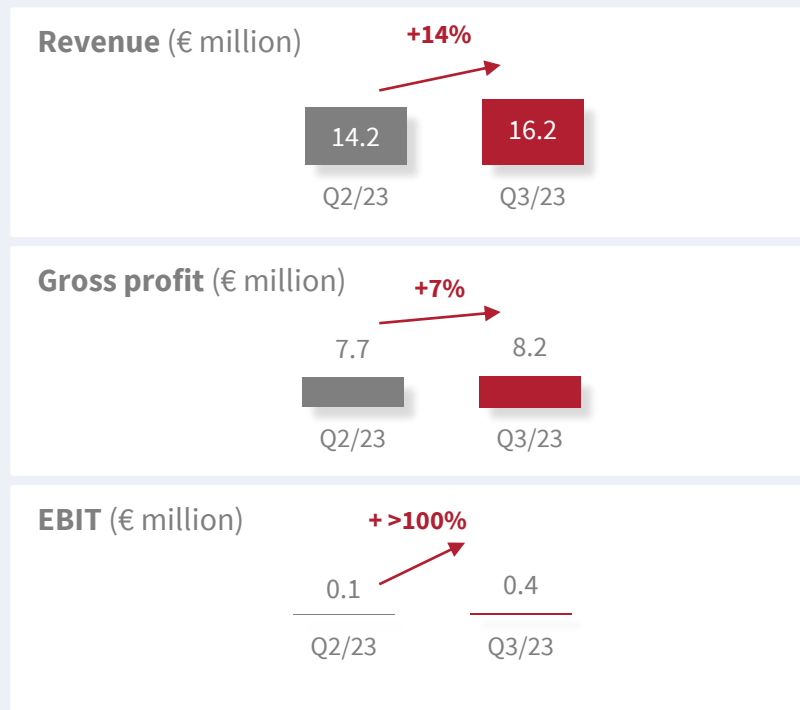 Revenue (€ million)
+14%
14.2
16.2
Q2/23
Q3/23
Gross profit (€ million)
+7%
7.7
8.2
Q2/23
Q3/23
EBIT (€ million)
+ >100%
0.1
0.4
Q2/23
Q3/23